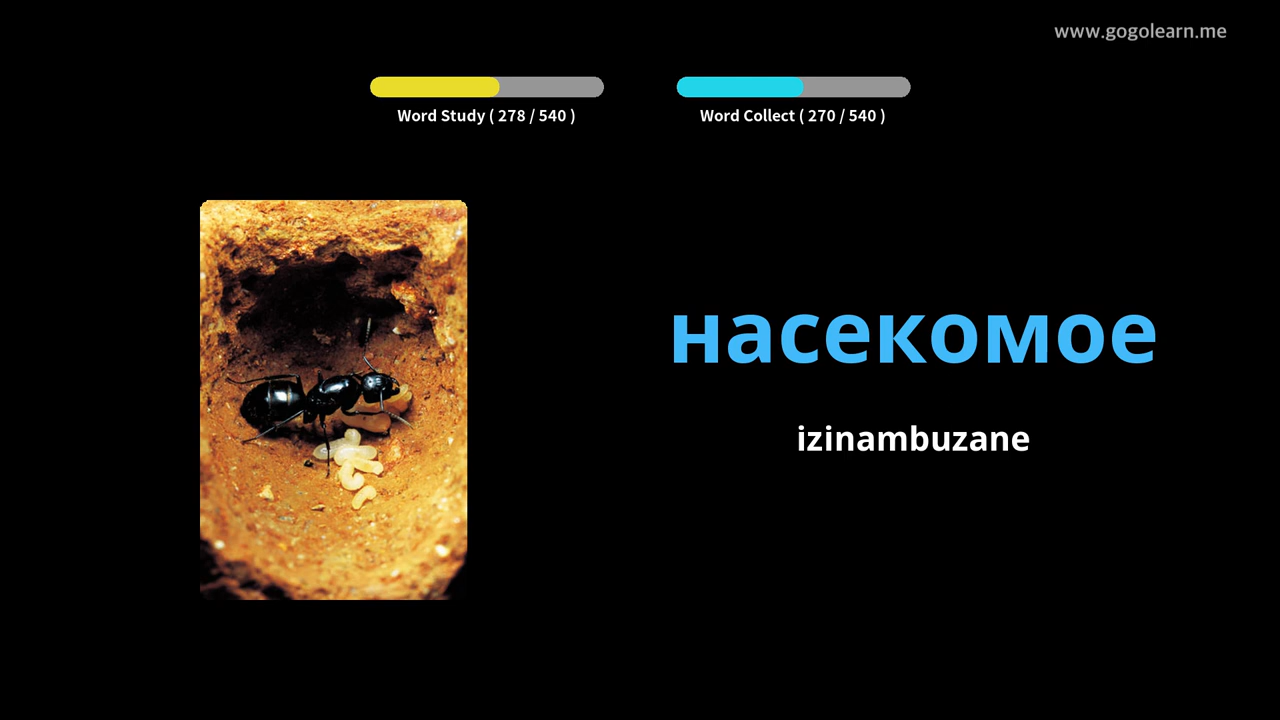 www.gogolearn.me
Word Study ( 278 / 540 )
Word Collect ( 270 / 540 )
насекомое
izinambuzane